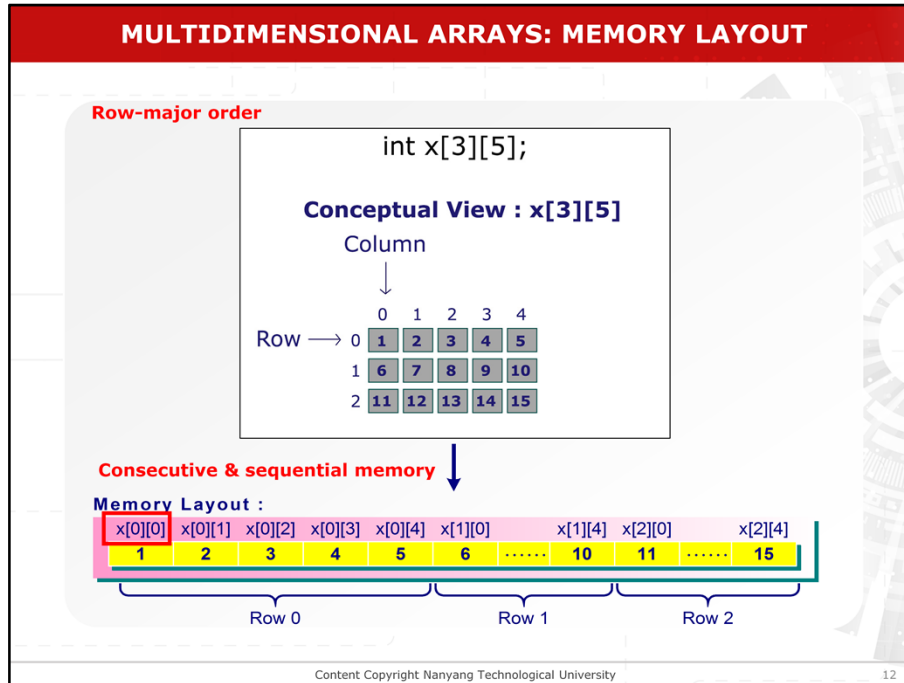 MULTIDIMENSIONAL ARRAYS: MEMORY LAYOUT
Row-major order
int x[3][5];
Conceptual View : x[3][5]
Column
0 1 2 3 4
Row 0 1 2 3 4 5
1 6 7 8 9 10
2 11 12 13 14 15
Consecutive & sequential memory
Memory Layout :
x[0][0] x[0][1] x[0][2] x[0][3] x[0][4] x[1][0] x[1][4] x[2][0] x[2][4]
1 2 3 4 5 6 ...... 10 11 ...... 15
Row 0 Row 1 Row 2
Content Copyright Nanyang Technological University 12